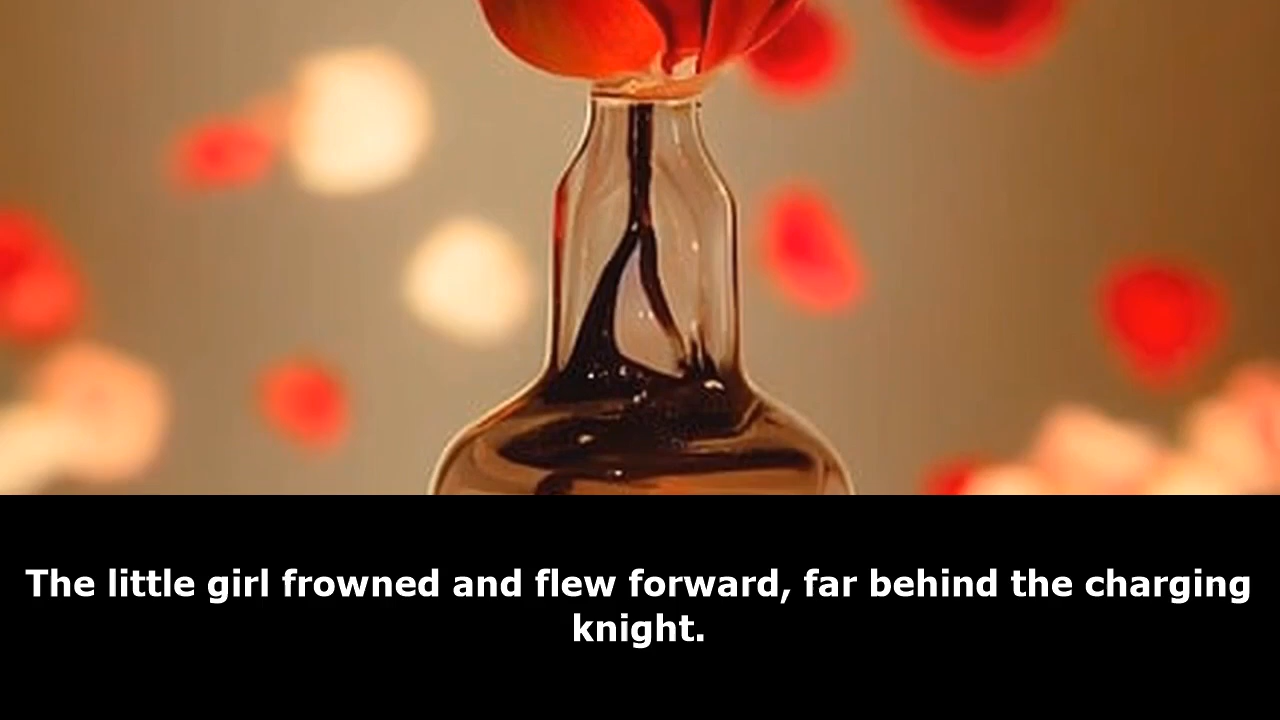 The little girl frowned and flew forward, far behind the charging
knight.